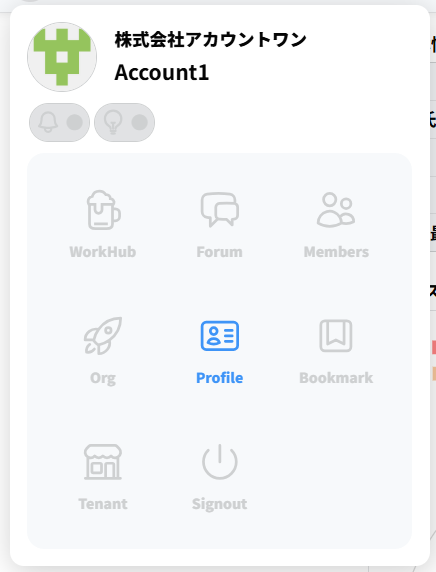 株式会社アカウントワン
Account1
WorkHub
Forum
Members
Org
Profile
Bookmark
Tenant
Signout